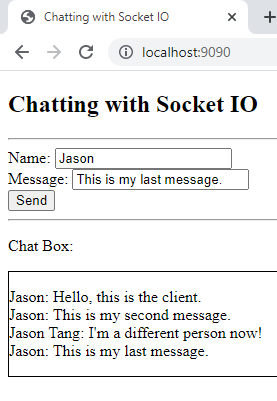 Chatting with Socket IO
localhost:9090
Chatting with Socket IO
Name: Jason
Message: This is my last message.
Send
Chat Box:
Jason: Hello, this is the client.
Jason: This is my second message.
Jason Tang: I'm a different person now!
Jason: This is my last message.